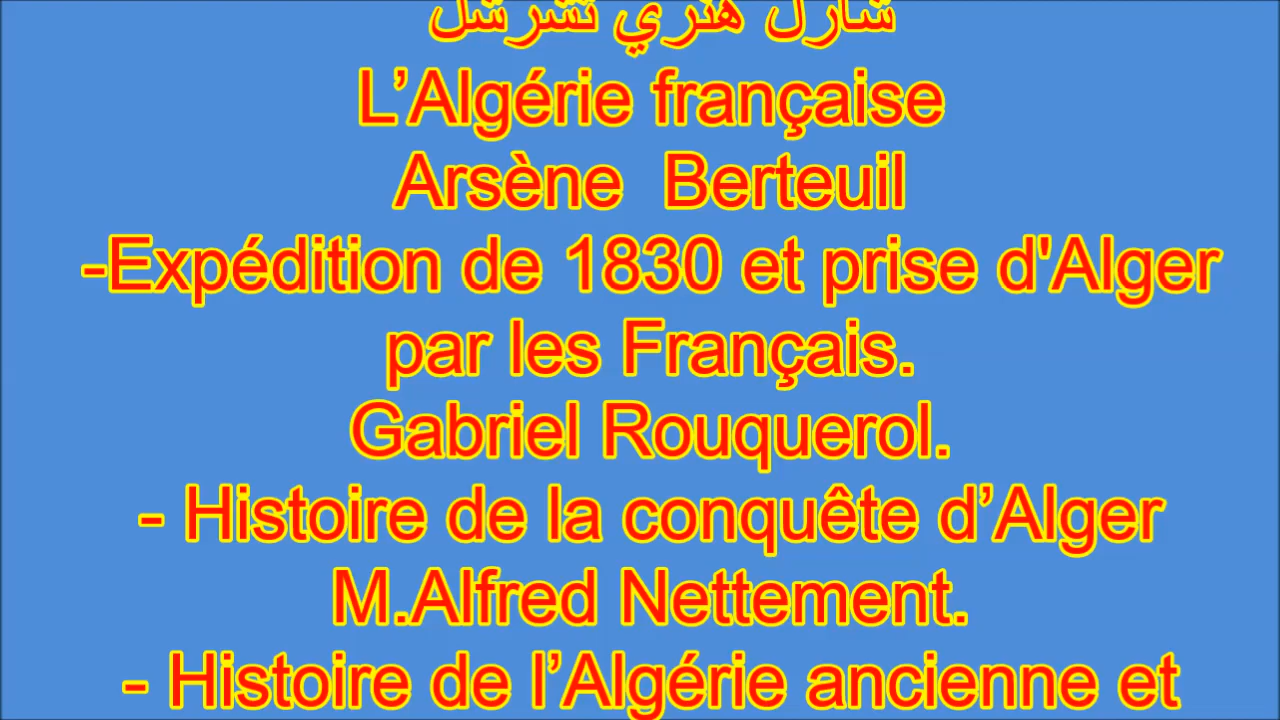 شارل هنري تشرشل
L’Algérie française
Arsène Berteuil
-Expédition de 1830 et prise d'Alger
par les Français.
Gabriel Rouquerol.
- Histoire de la conquête d’Alger
M.Alfred Nettement.
- Histoire de l’Algérie ancienne et